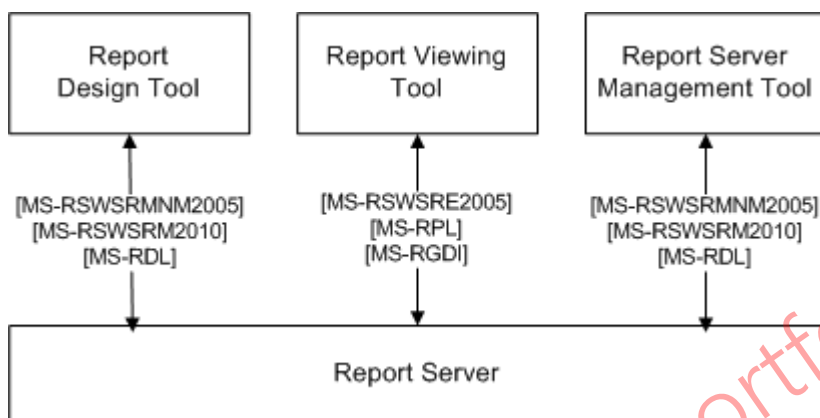 Report
Design Tool
Report Viewing
Tool
Report Server
Management Tool
[MS-RSWSRMNM2005]
[MS-RSWSRM2010]
[MS-RDL]
[MS-RSWSRE2005]
[MS-RPL]
[MS-RGDI]
[MS-RSWSRMNM2005]
[MS-RSWSRM2010]
[MS-RDL]
Report Server